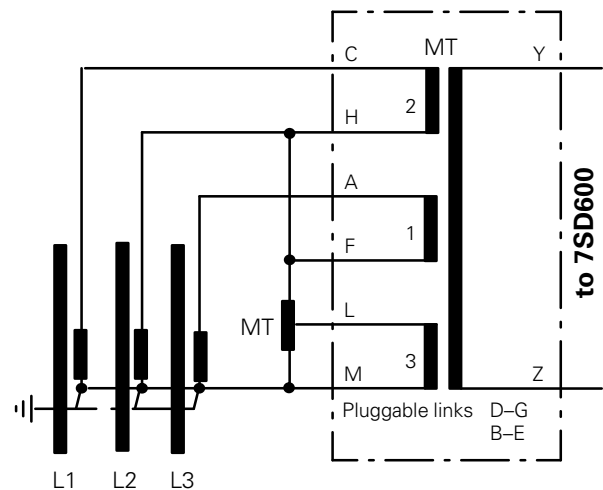 C
MT
Y
2
H
A
1
F
MT
L
3
M
Z
Pluggable links
D–G
B–E
to 7SD600
L1
L2
L3